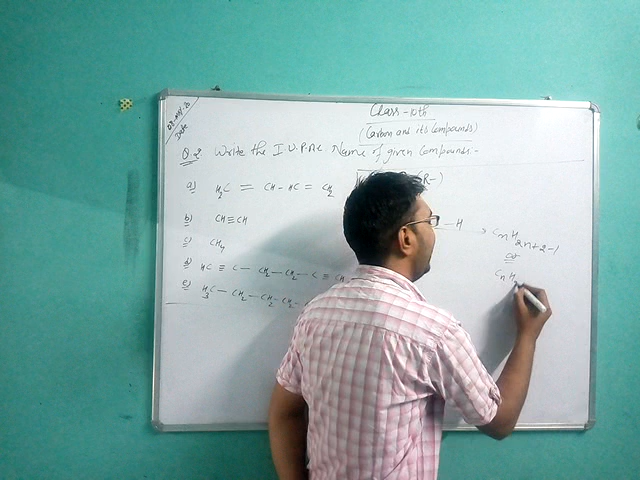 Date
Class - 10th
(Carbon and its Compounds)
Q.2 Write the I.U.P.A.C Name of given Compounds:-
a) H₂C = CH - HC = CH₂
b) CH≡CH
c) CH₄
d) HC ≡ C - CH₂ - CH₂ - C ≡ CH
e) H₃C - CH₂ - CH₂ - CH₂ -
R-)
- H → CnH2n+2-1
or
CnH